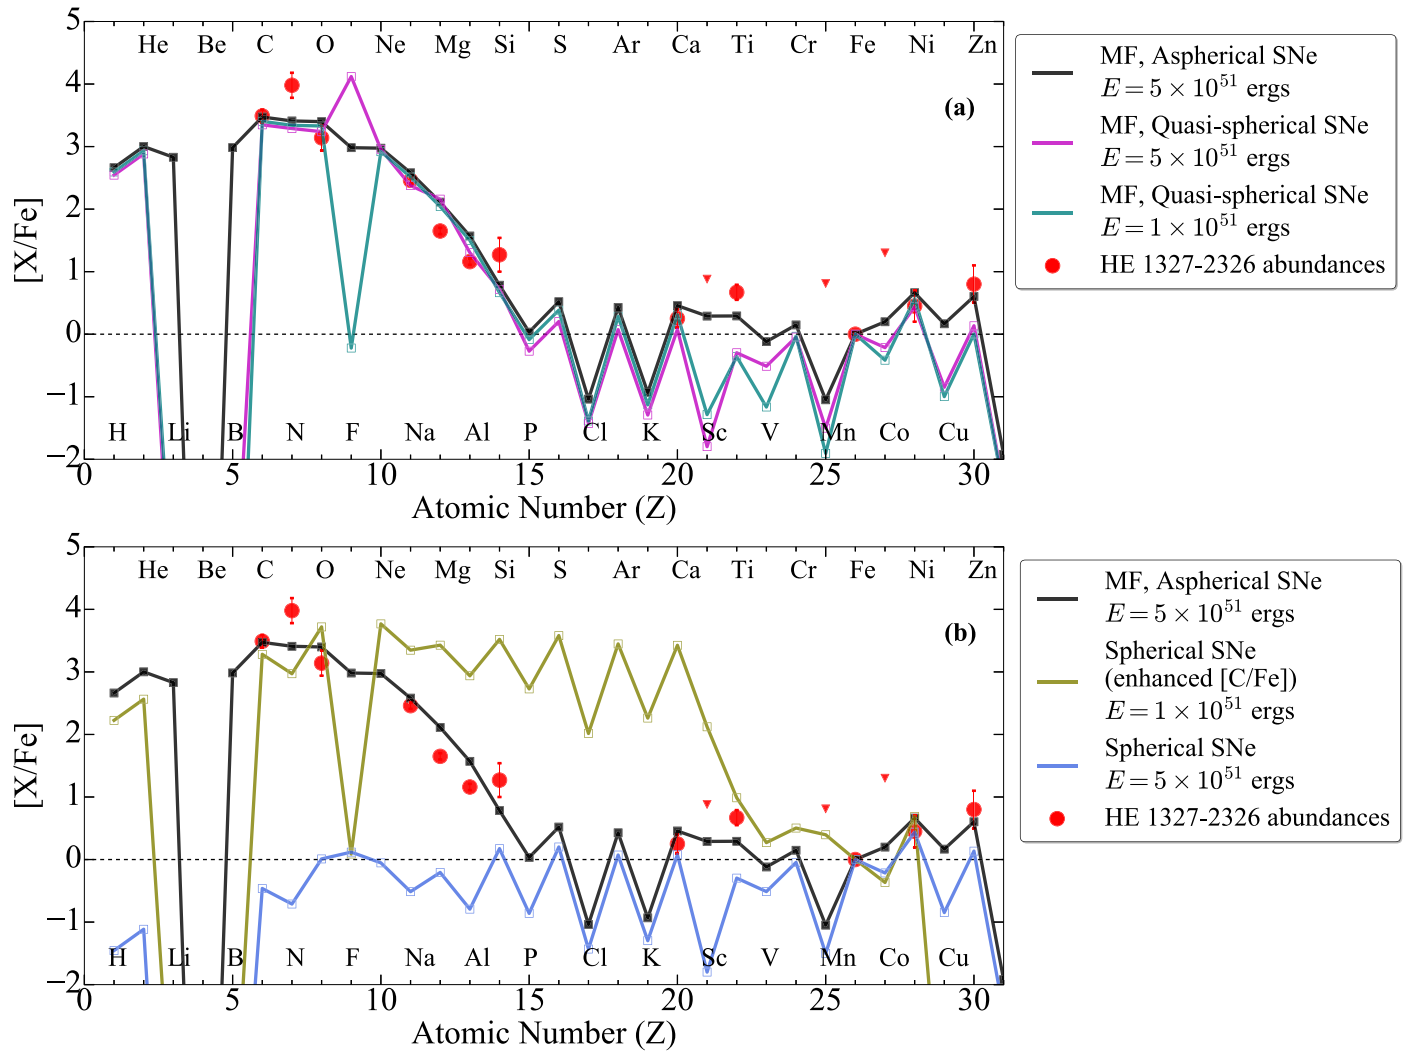 5
4
3
2
1
0
−1
−2
[X/Fe]
He Be C O Ne Mg Si S Ar Ca Ti Cr Fe Ni Zn
(a)
H Li B N F Na Al P Cl K Sc V Mn Co Cu
0 5 10 15 20 25 30
Atomic Number (Z)
MF, Aspherical SNe
E = 5 × 10^51 ergs
MF, Quasi-spherical SNe
E = 5 × 10^51 ergs
MF, Quasi-spherical SNe
E = 1 × 10^51 ergs
HE 1327-2326 abundances
5
4
3
2
1
0
−1
−2
[X/Fe]
He Be C O Ne Mg Si S Ar Ca Ti Cr Fe Ni Zn
(b)
H Li B N F Na Al P Cl K Sc V Mn Co Cu
0 5 10 15 20 25 30
Atomic Number (Z)
MF, Aspherical SNe
E = 5 × 10^51 ergs
Spherical SNe
(enhanced [C/Fe])
E = 1 × 10^51 ergs
Spherical SNe
E = 5 × 10^51 ergs
HE 1327-2326 abundances